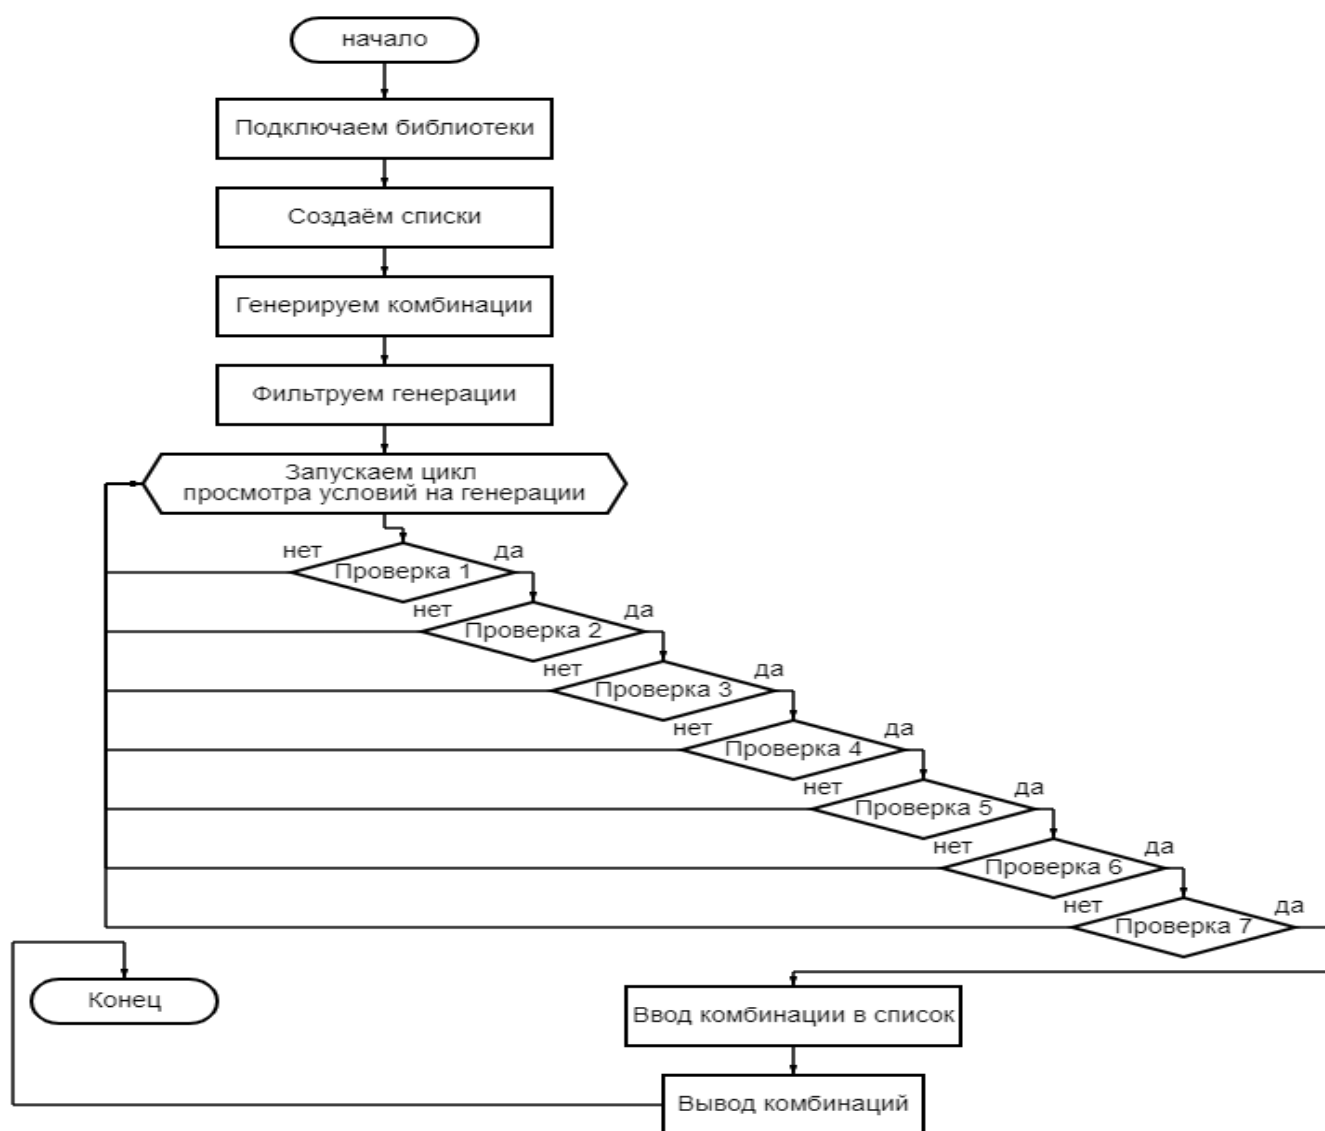 начало
Подключаем библиотеки
Создаём списки
Генерируем комбинации
Фильтруем генерации
Запускаем цикл
просмотра условий на генерации
нет
да
Проверка 1
нет
да
Проверка 2
нет
да
Проверка 3
нет
да
Проверка 4
нет
да
Проверка 5
нет
да
Проверка 6
нет
да
Проверка 7
Конец
Ввод комбинации в список
Вывод комбинаций